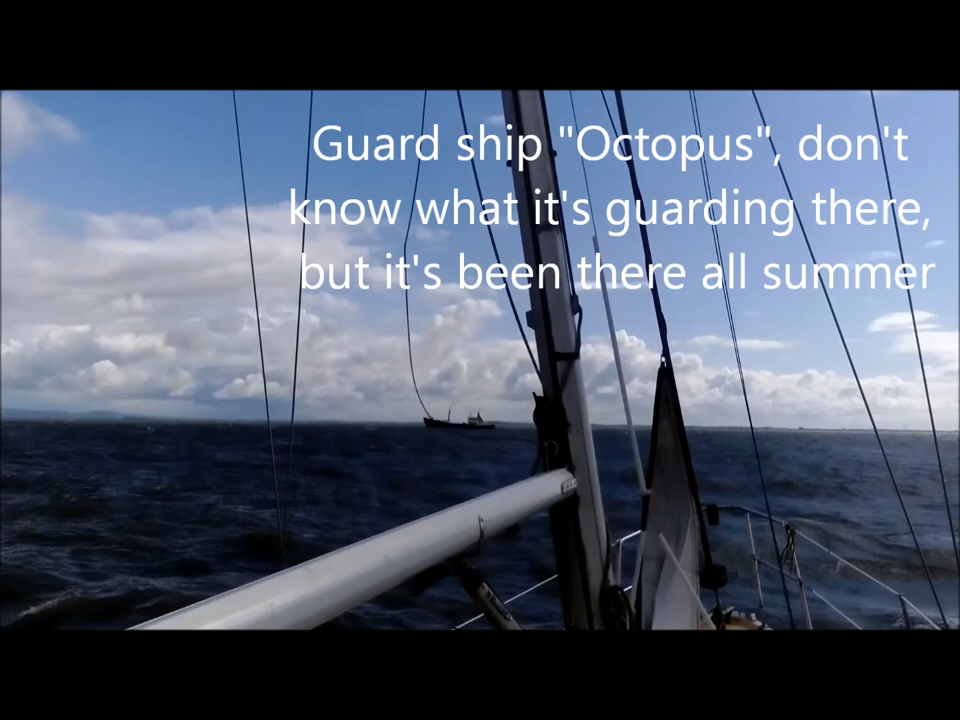 Guard ship "Octopus", don't
know what it's guarding there,
but it's been there all summer